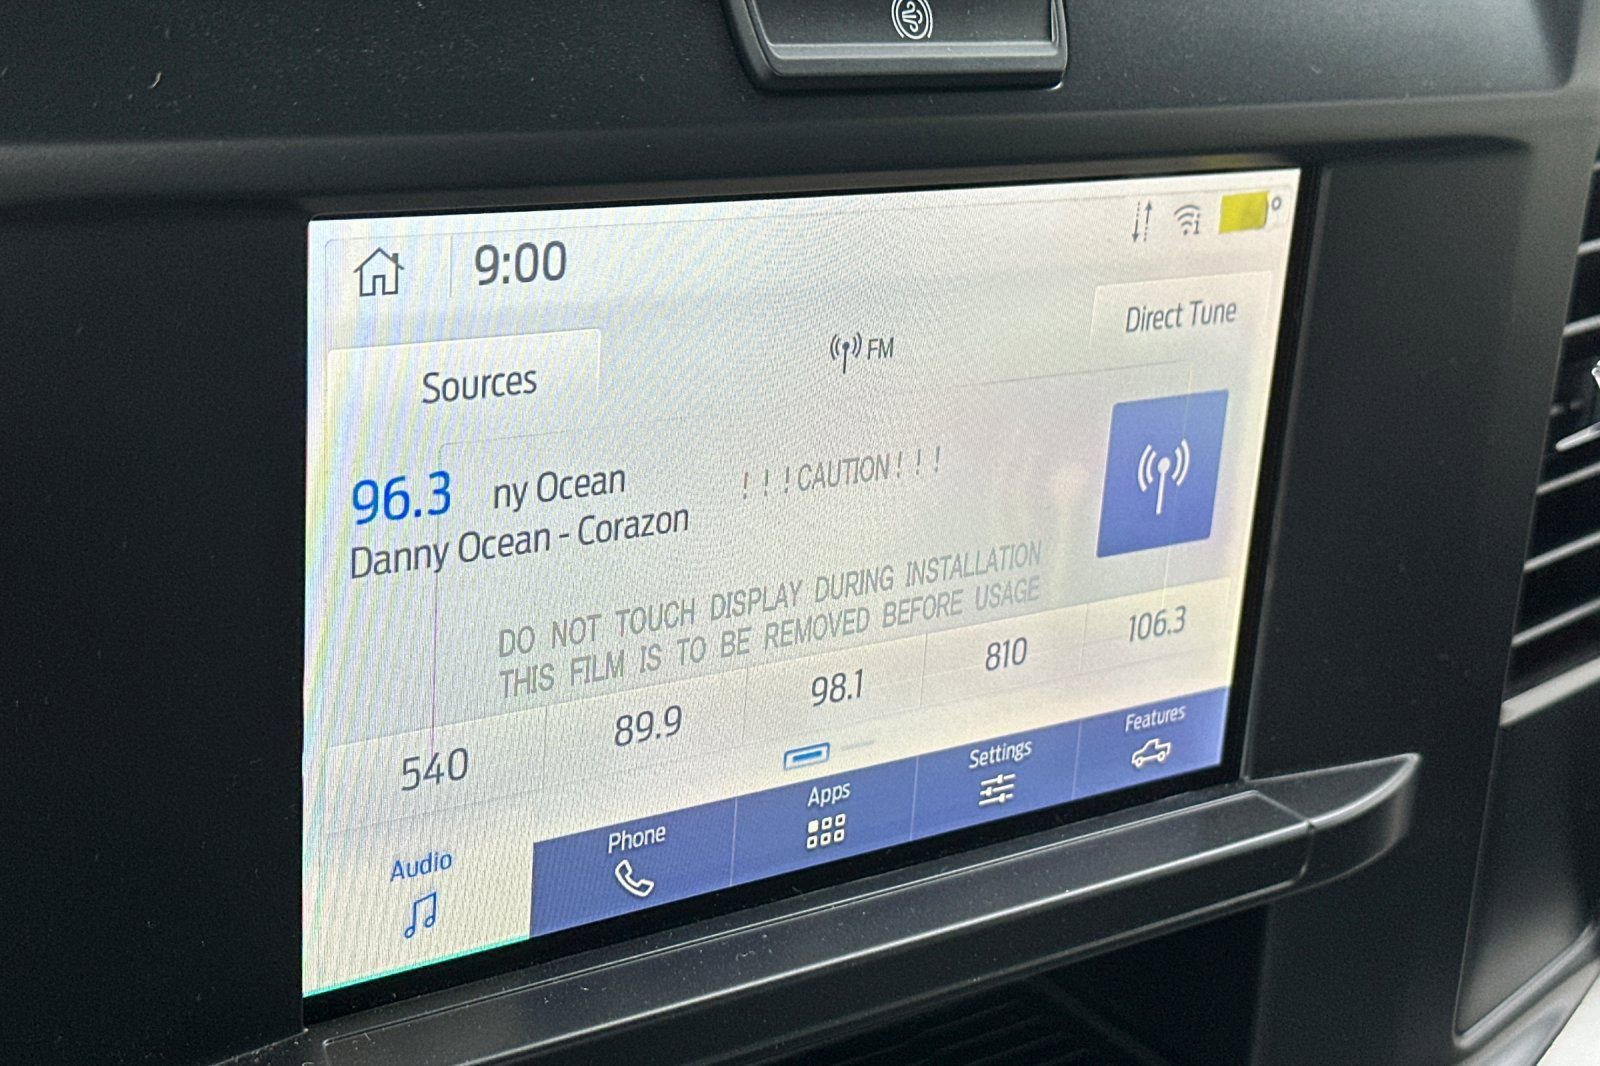 9:00
Direct Tune
FM
Sources
! ! ! CAUTION ! ! !
96.3 ny Ocean
Danny Ocean - Corazon
DO NOT TOUCH DISPLAY DURING INSTALLATION
THIS FILM IS TO BE REMOVED BEFORE USAGE
540 89.9 98.1 810 106.3
Audio Phone Apps Settings Features